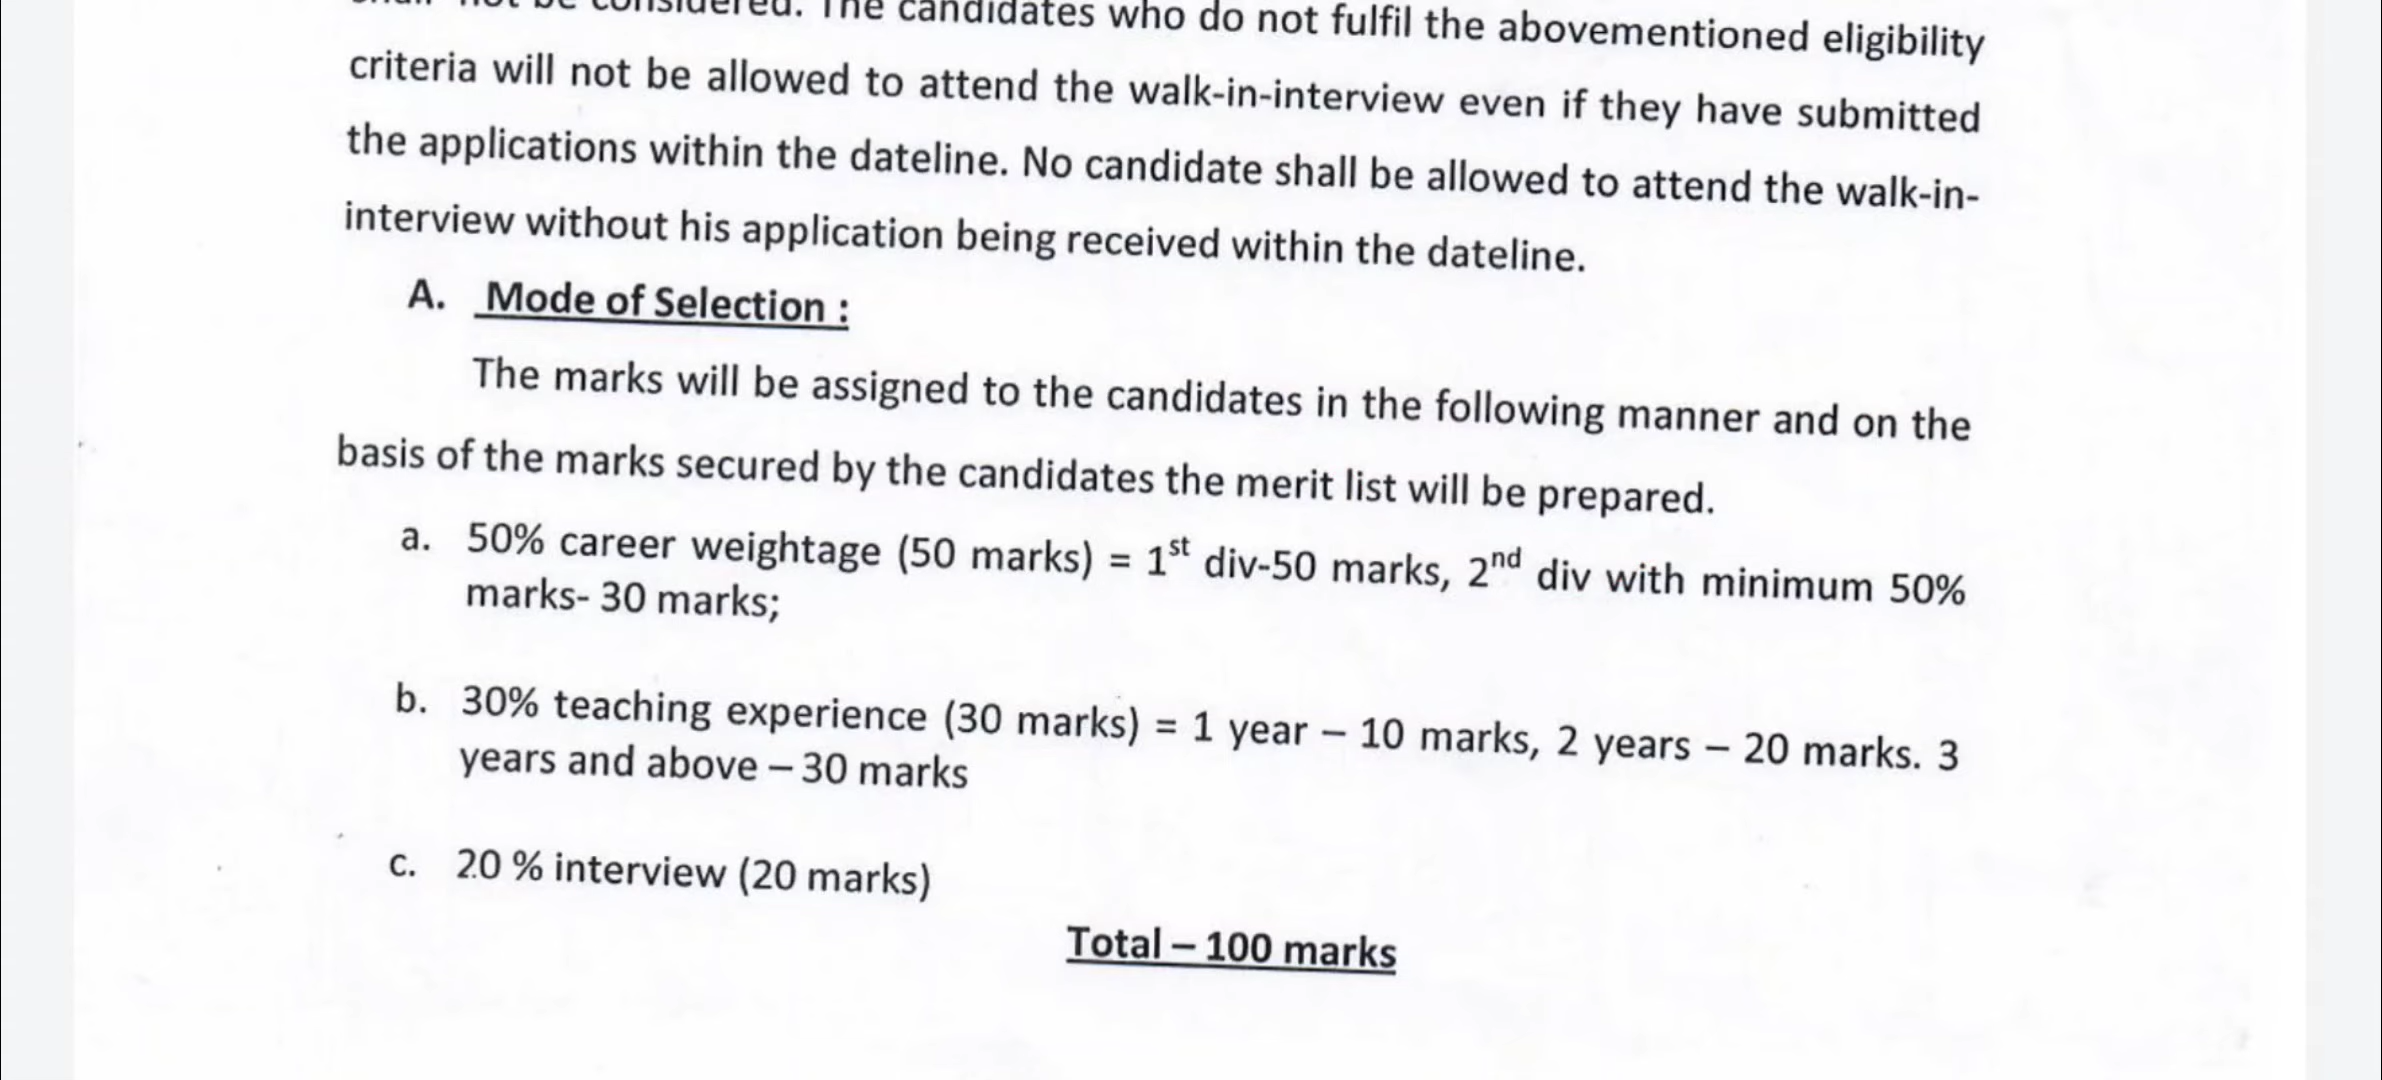 shall not be considered. The candidates who do not fulfil the abovementioned eligibility
criteria will not be allowed to attend the walk-in-interview even if they have submitted
the applications within the dateline. No candidate shall be allowed to attend the walk-in-
interview without his application being received within the dateline.
A. Mode of Selection :
The marks will be assigned to the candidates in the following manner and on the
basis of the marks secured by the candidates the merit list will be prepared.
a. 50% career weightage (50 marks) = 1st div-50 marks, 2nd div with minimum 50%
marks- 30 marks;
b. 30% teaching experience (30 marks) = 1 year – 10 marks, 2 years – 20 marks. 3
years and above – 30 marks
c. 20 % interview (20 marks)
Total – 100 marks